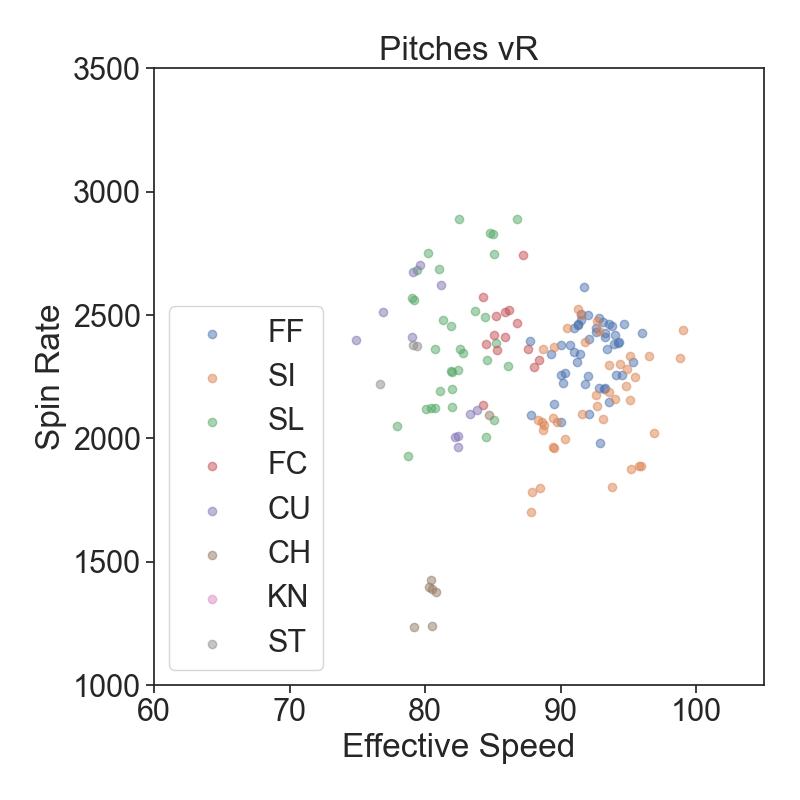 Pitches vR
3500
3000
2500
2000
1500
1000
Spin Rate
FF
SI
SL
FC
CU
CH
KN
ST
60 70 80 90 100
Effective Speed